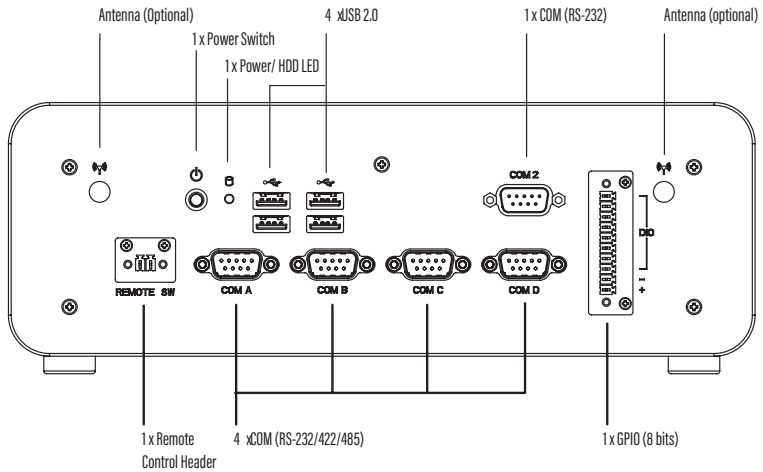 Antenna (Optional)
4 xUSB 2.0
1 x COM (RS-232)
Antenna (optional)
1 x Power Switch
1 x Power/ HDD LED
COM 2
DIO
REMOTE SW
COM A
COM B
COM C
COM D
-
+
1 x Remote
Control Header
4 xCOM (RS-232/422/485)
1 x GPIO (8 bits)